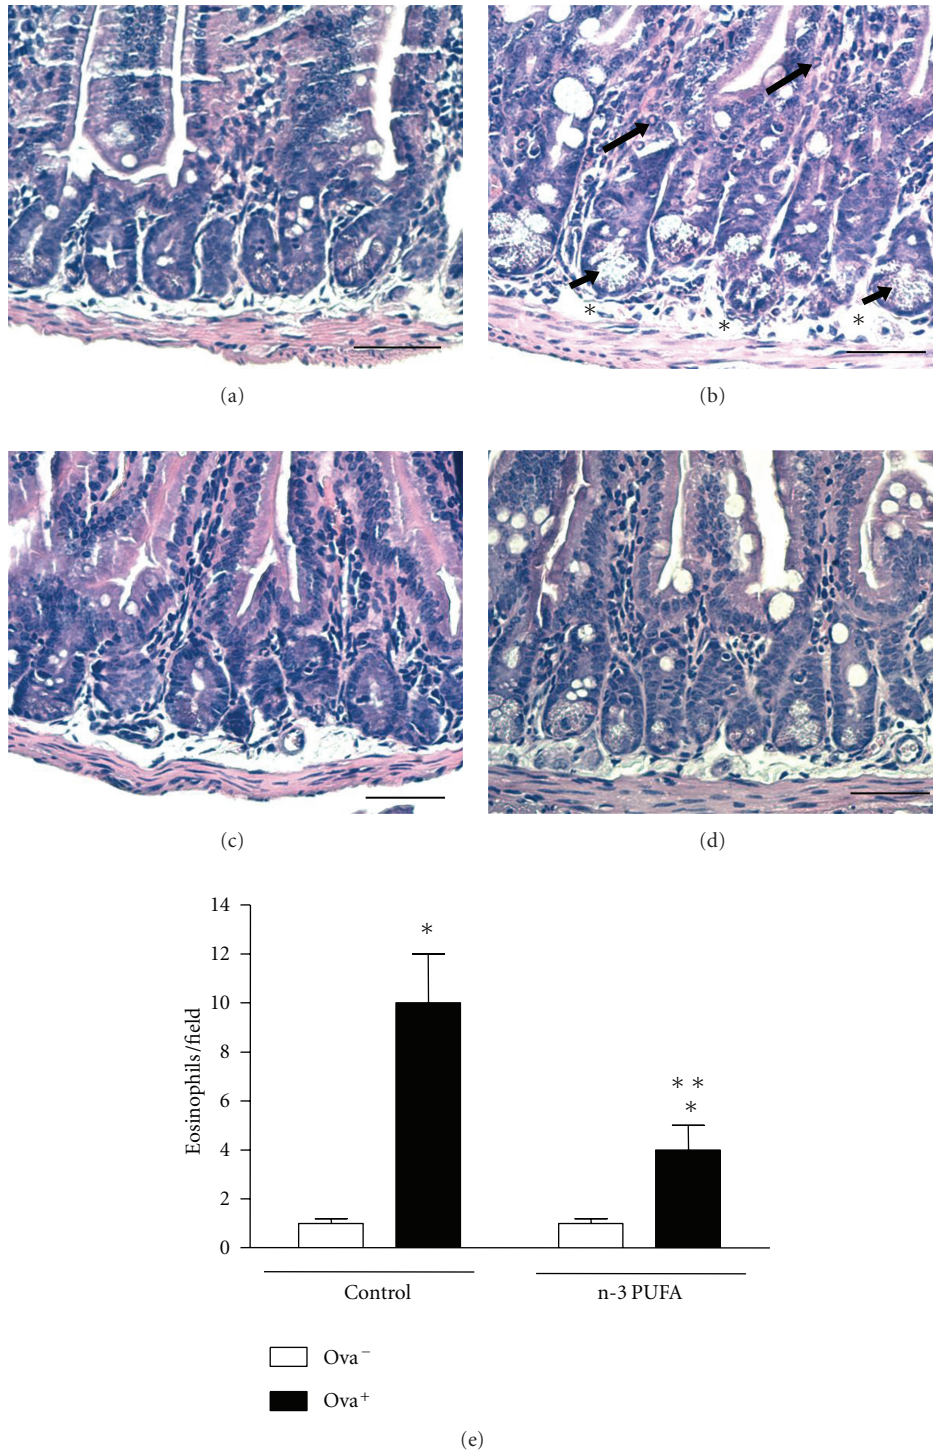 *
*
*
(a)
(b)
(c)
(d)
14
12
10
8
6
4
2
0
Eosinophils/field
*
* *
*
Control
n-3 PUFA
Ova⁻
Ova⁺
(e)